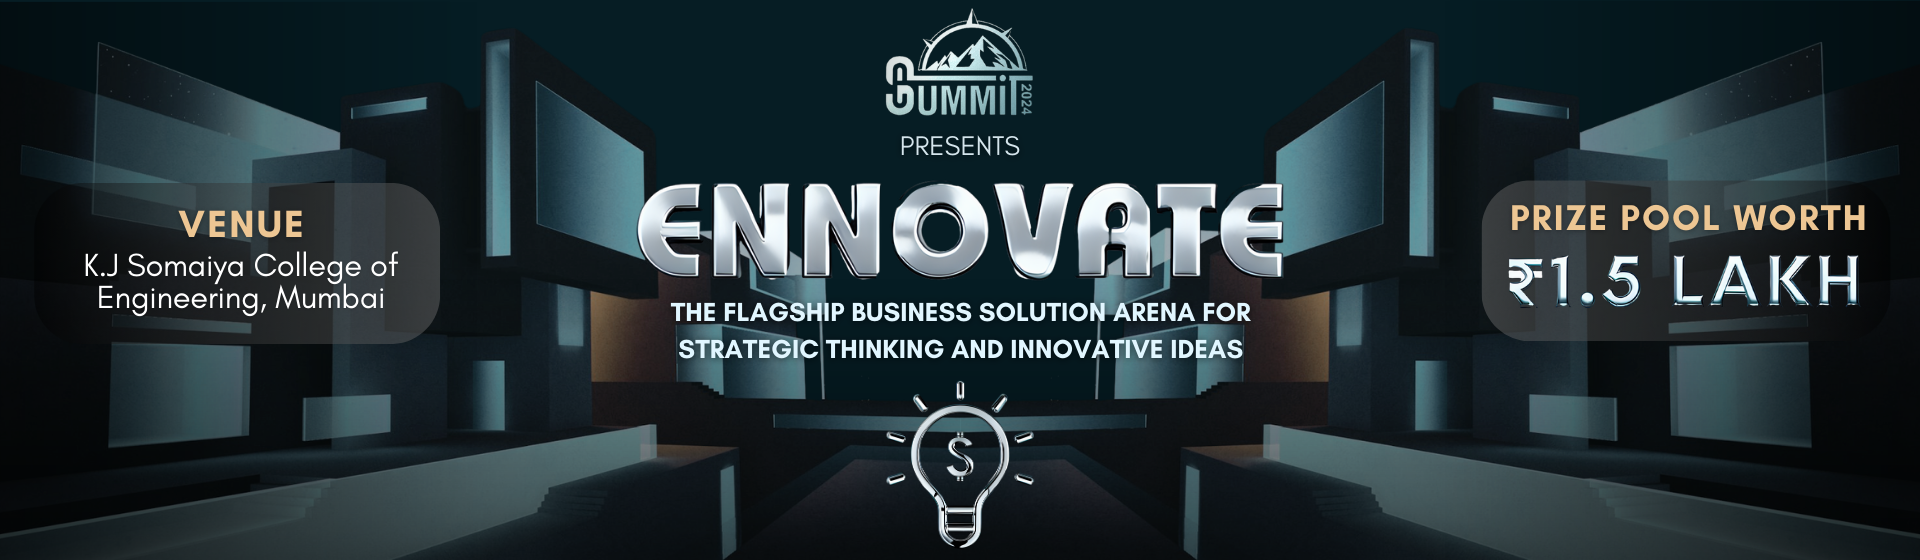 SUMMiT 2024
PRESENTS
ENNOVATE
THE FLAGSHIP BUSINESS SOLUTION ARENA FOR
STRATEGIC THINKING AND INNOVATIVE IDEAS
$
VENUE
K.J Somaiya College of
Engineering, Mumbai
PRIZE POOL WORTH
₹1.5 LAKH